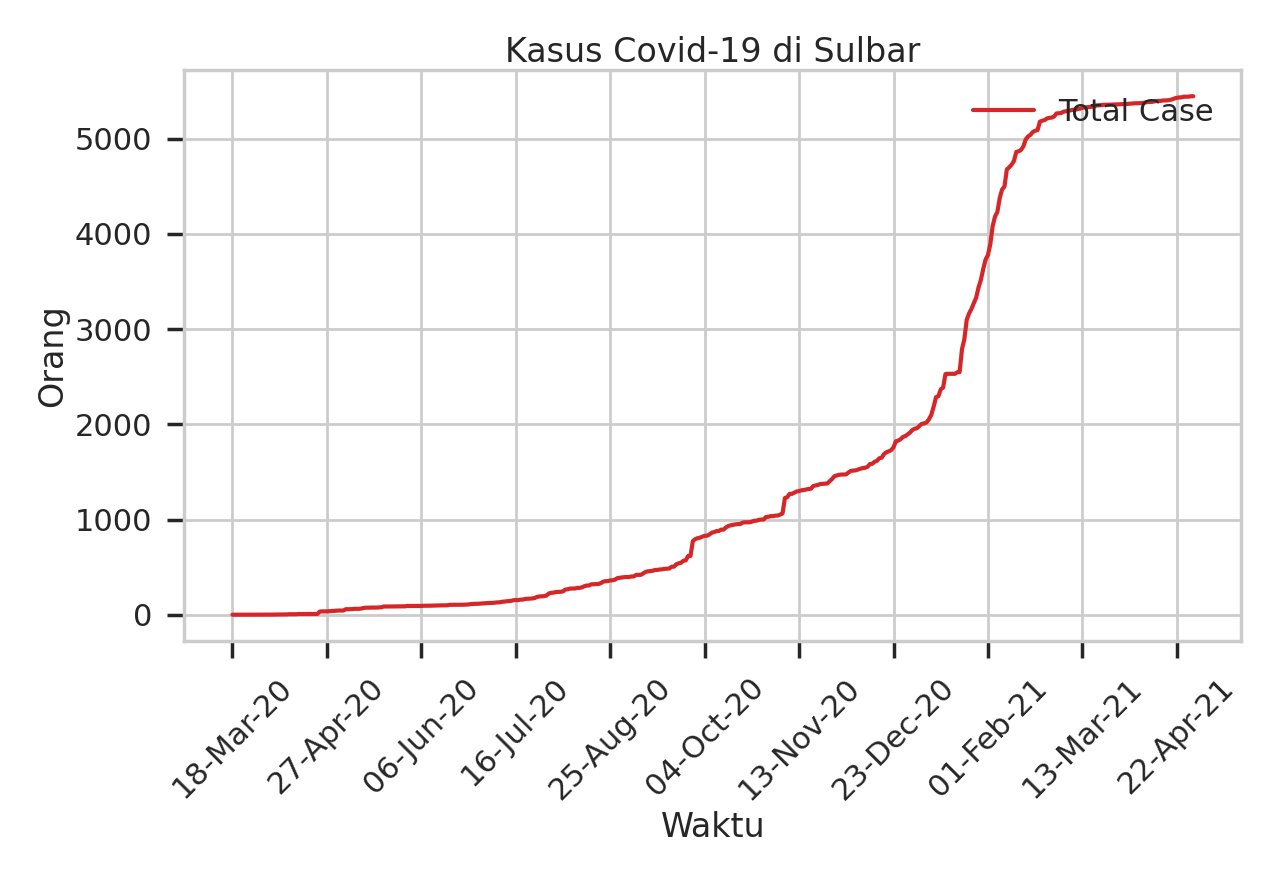 Kasus Covid-19 di Sulbar
Total Case
Orang
5000
4000
3000
2000
1000
0
18-Mar-20
27-Apr-20
06-Jun-20
16-Jul-20
25-Aug-20
04-Oct-20
13-Nov-20
23-Dec-20
01-Feb-21
13-Mar-21
22-Apr-21
Waktu